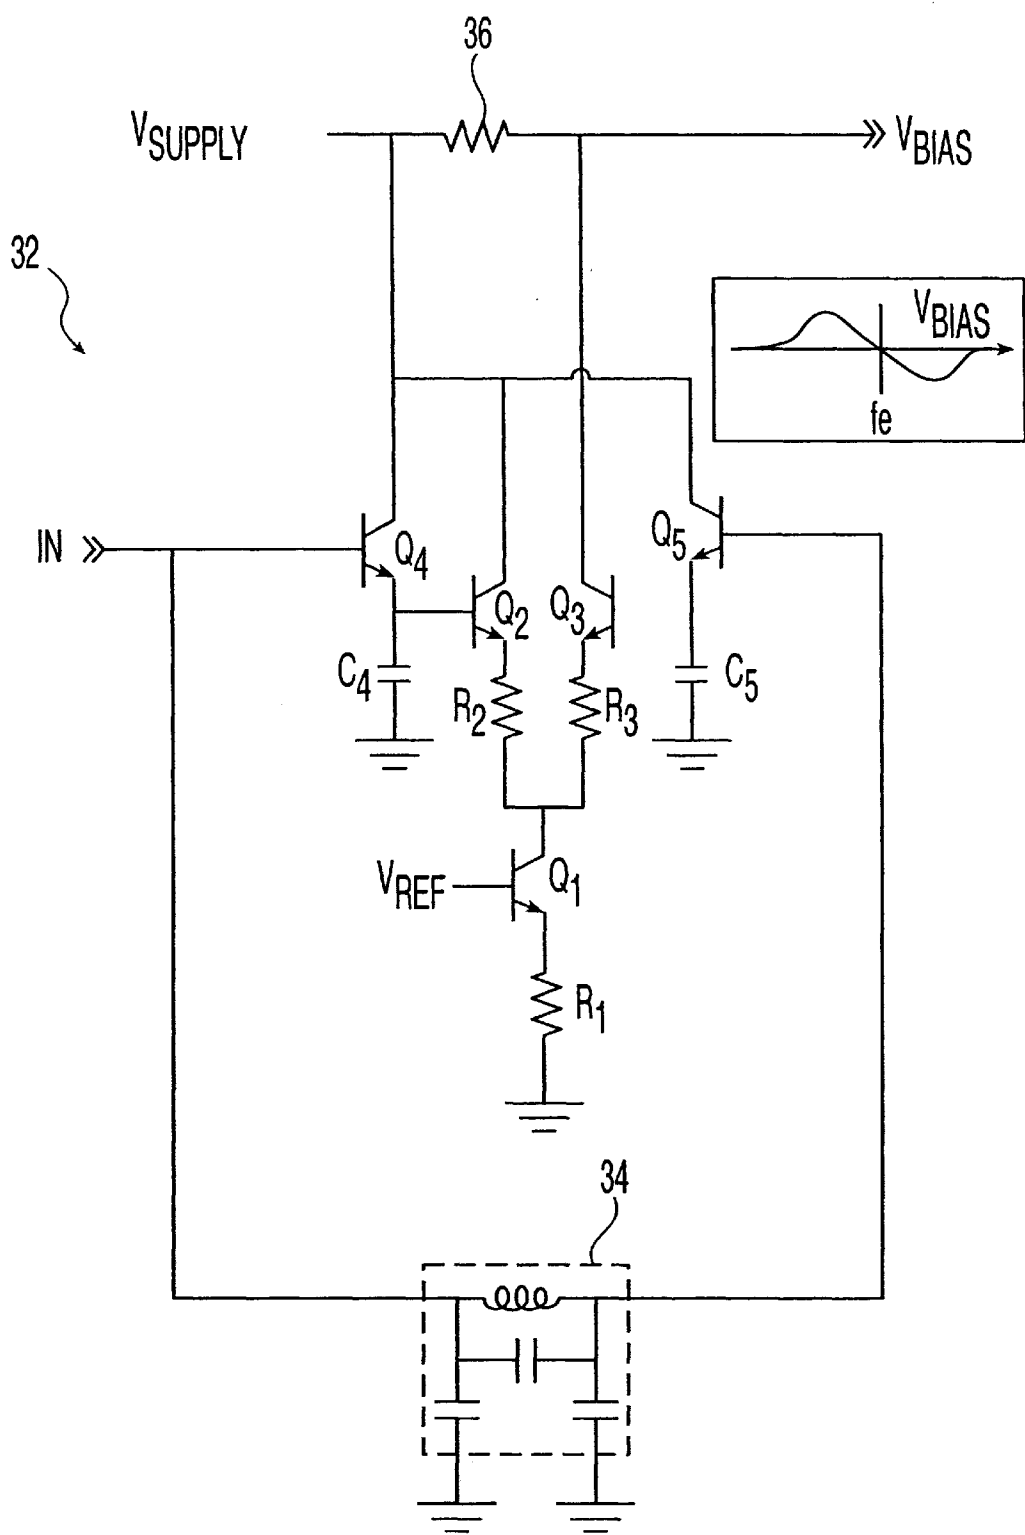 36
VSUPPLY
VBIAS
32
VBIAS
fe
IN
Q4
Q5
Q2
Q3
C4
R2
R3
C5
VREF
Q1
R1
34